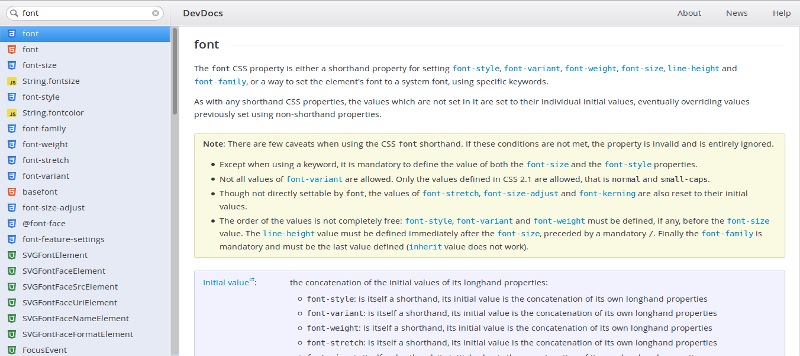 font
DevDocs
About
News
Help
font
font
font-size
String.fontsize
font-style
String.fontcolor
font-family
font-weight
font-stretch
font-variant
basefont
font-size-adjust
@font-face
font-feature-settings
SVGFontElement
SVGFontFaceElement
SVGFontFaceSrcElement
SVGFontFaceUriElement
SVGFontFaceNameElement
SVGFontFaceFormatElement
FocusEvent
font
The font CSS property is either a shorthand property for setting font-style, font-variant, font-weight, font-size, line-height and
font-family, or a way to set the element's font to a system font, using specific keywords.
As with any shorthand CSS properties, the values which are not set in it are set to their individual initial values, eventually overriding values
previously set using non-shorthand properties.
Note: There are few caveats when using the CSS font shorthand. If these conditions are not met, the property is invalid and is entirely ignored.
• Except when using a keyword, it is mandatory to define the value of both the font-size and the font-style properties.
• Not all values of font-variant are allowed. Only the values defined in CSS 2.1 are allowed, that is normal and small-caps.
• Though not directly settable by font, the values of font-stretch, font-size-adjust and font-kerning are also reset to their initial
values.
• The order of the values is not completely free: font-style, font-variant and font-weight must be defined, if any, before the font-size
value. The line-height value must be defined immediately after the font-size, preceded by a mandatory /. Finally the font-family is
mandatory and must be the last value defined (inherit value does not work).
Initial value: the concatenation of the initial values of its longhand properties:
○ font-style: is itself a shorthand, its initial value is the concatenation of its own longhand properties
○ font-variant: is itself a shorthand, its initial value is the concatenation of its own longhand properties
○ font-weight: is itself a shorthand, its initial value is the concatenation of its own longhand properties
○ font-stretch: is itself a shorthand, its initial value is the concatenation of its own longhand properties